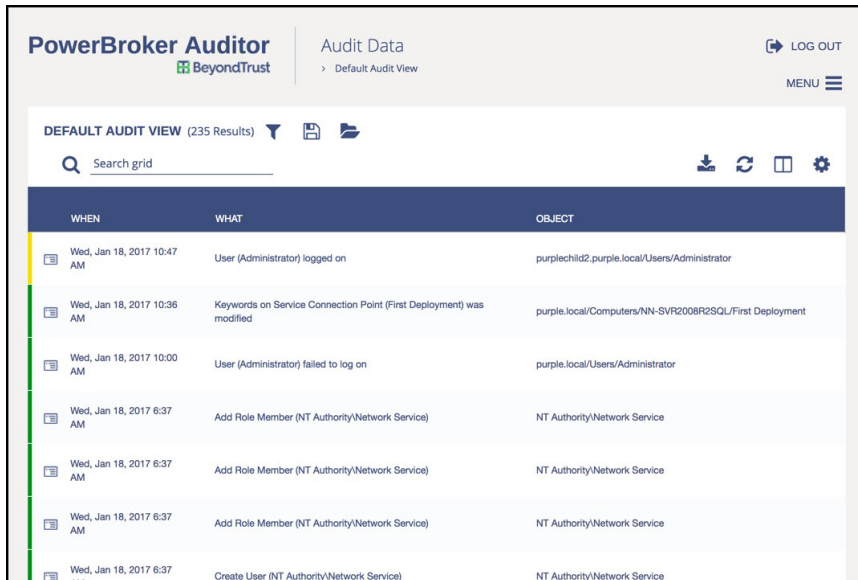 PowerBroker Auditor
BeyondTrust
Audit Data
> Default Audit View
LOG OUT
MENU
DEFAULT AUDIT VIEW (235 Results)
Search grid
WHEN WHAT OBJECT
Wed, Jan 18, 2017 10:47
AM
User (Administrator) logged on
purplechild2.purple.local/Users/Administrator
Wed, Jan 18, 2017 10:36
AM
Keywords on Service Connection Point (First Deployment) was
modified
purple.local/Computers/NN-SVR2008R2SQL/First Deployment
Wed, Jan 18, 2017 10:00
AM
User (Administrator) failed to log on
purple.local/Users/Administrator
Wed, Jan 18, 2017 6:37
AM
Add Role Member (NT Authority\Network Service)
NT Authority\Network Service
Wed, Jan 18, 2017 6:37
AM
Add Role Member (NT Authority\Network Service)
NT Authority\Network Service
Wed, Jan 18, 2017 6:37
AM
Add Role Member (NT Authority\Network Service)
NT Authority\Network Service
Wed, Jan 18, 2017 6:37
Create User (NT Authority\Network Service)
NT Authority\Network Service